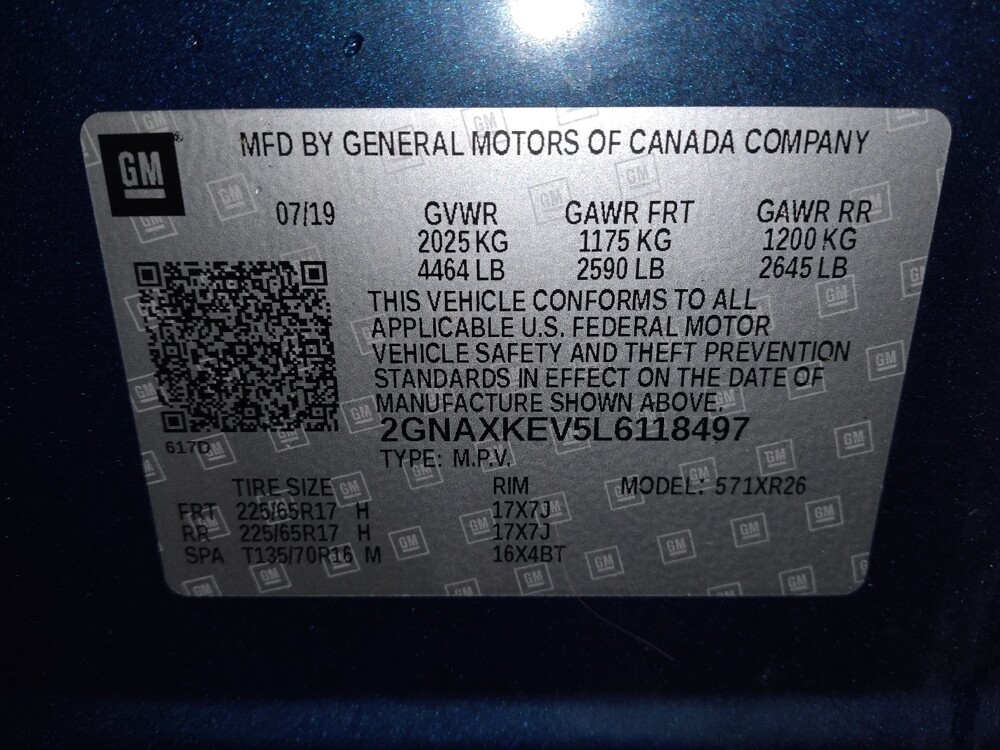 GM
MFD BY GENERAL MOTORS OF CANADA COMPANY
07/19 GVWR GAWR FRT GAWR RR
2025 KG 1175 KG 1200 KG
4464 LB 2590 LB 2645 LB
THIS VEHICLE CONFORMS TO ALL
APPLICABLE U.S. FEDERAL MOTOR
VEHICLE SAFETY AND THEFT PREVENTION
STANDARDS IN EFFECT ON THE DATE OF
MANUFACTURE SHOWN ABOVE.
2GNAXKEV5L6118497
617D
TYPE: M.P.V.
TIRE SIZE RIM MODEL: 571XR26
FRT 225/65R17 H 17X7J
RR 225/65R17 H 17X7J
SPA T135/70R16 M 16X4BT